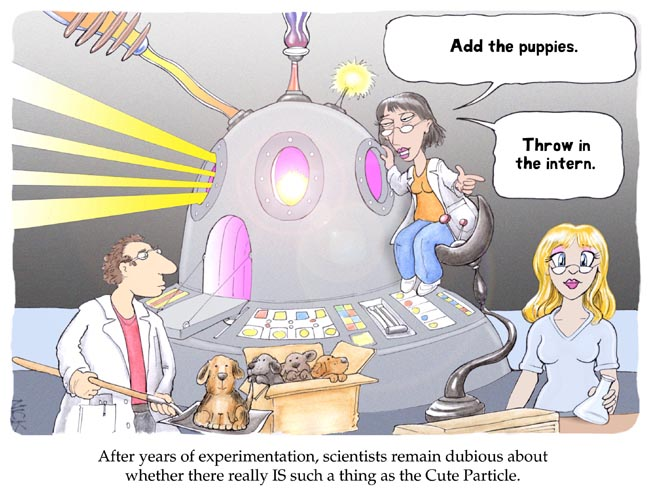 Add the puppies.
Throw in
the intern.
After years of experimentation, scientists remain dubious about
whether there really IS such a thing as the Cute Particle.